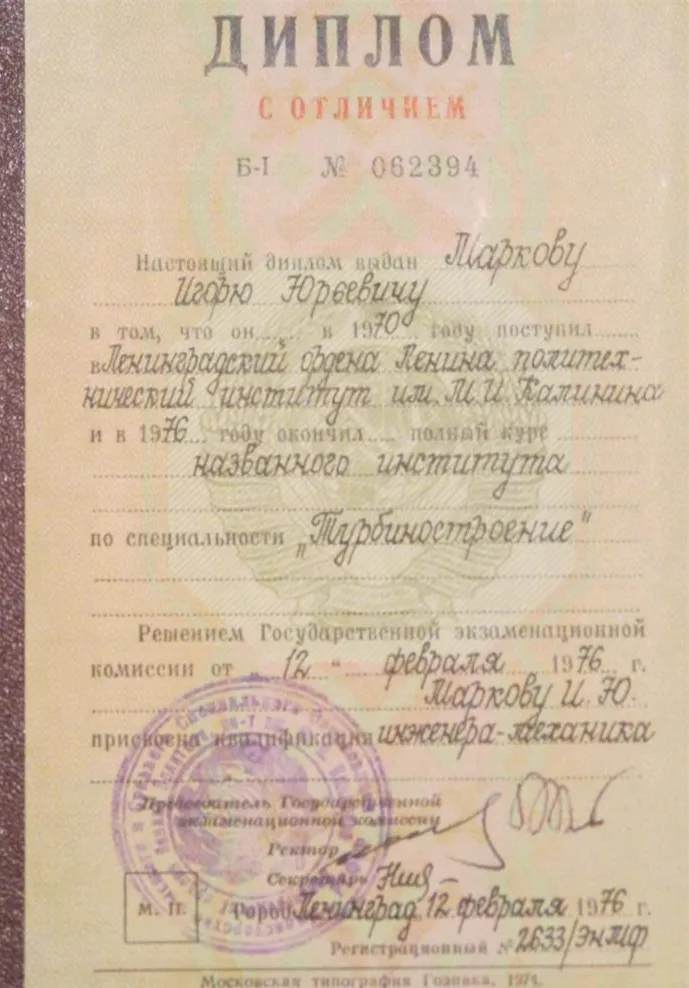 ДИПЛОМ
С ОТЛИЧИЕМ
Б-I № 062394
Настоящий диплом выдан Маркову
Игорю Юрьевичу
в том, что он в 1970 году поступил
в Ленинградский ордена Ленина политех-
нический институт им. М.И. Калинина
и в 1976 году окончил полный курс
названного института
по специальности „Турбиностроение"
Решением Государственной экзаменационной
комиссии от „12" февраля 1976 г.
Маркову И.Ю.
присвоена квалификация инженера-механика
Председатель Государственной
экзаменационной комиссии
Ректор
Секретарь
М. П. Город Ленинград, 12 февраля 1976 г.
Регистрационный № 2633/энмф
Московская типография Гознака, 1974.